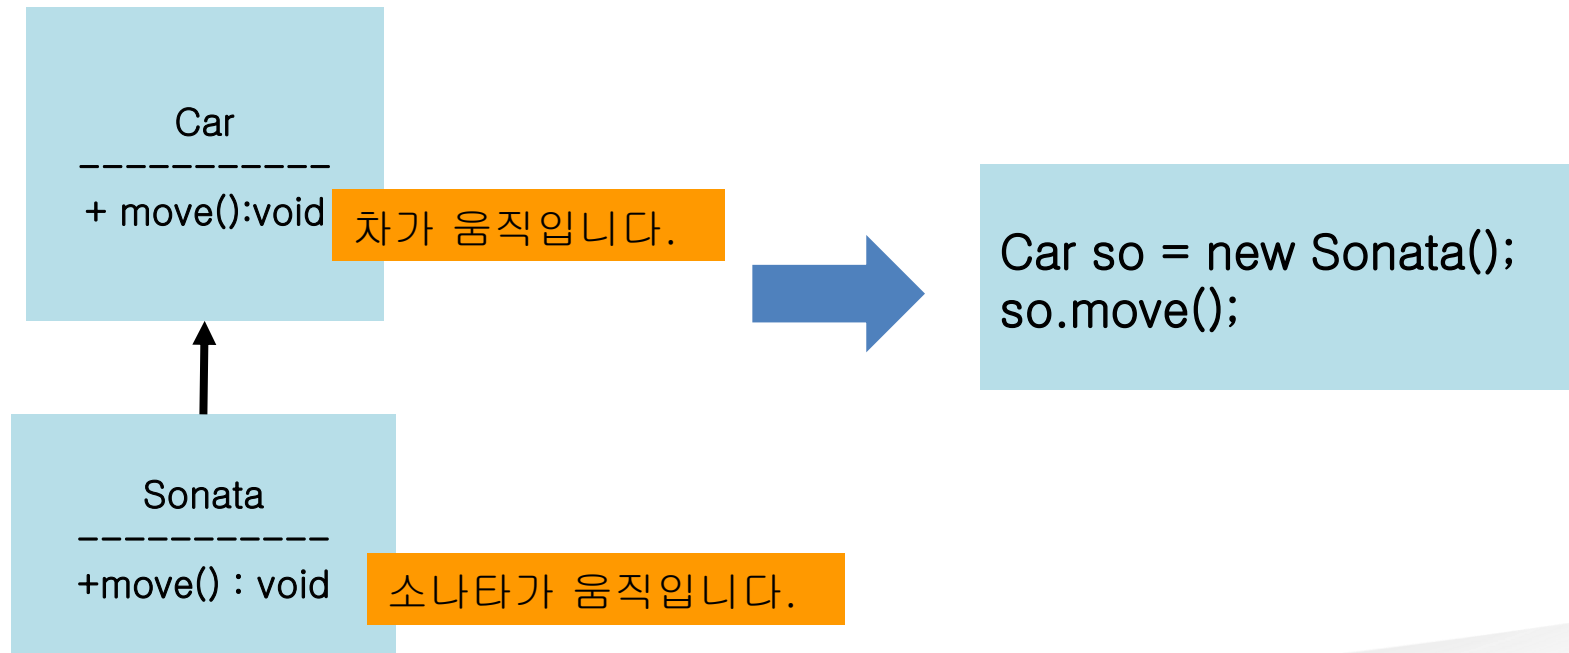 Car
-----------
+ move():void
차가 움직입니다.
Sonata
-----------
+move() : void
소나타가 움직입니다.
Car so = new Sonata();
so.move();